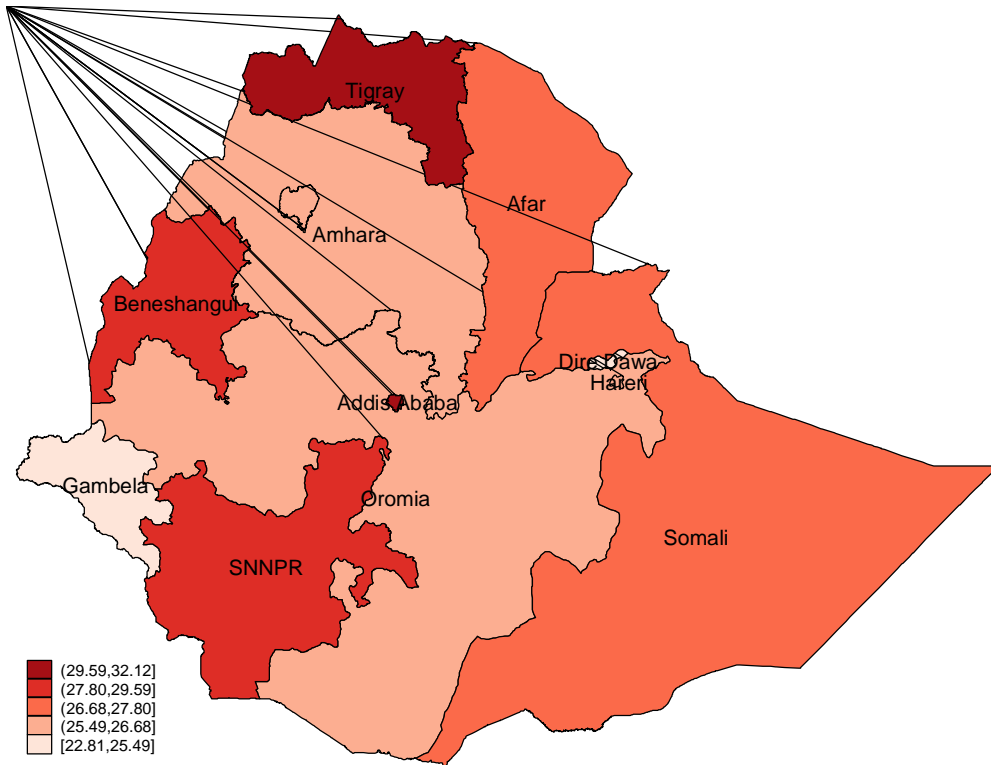 Tigray
Afar
Amhara
Beneshangul
Dire Dawa
Hareri
Addis Ababa
Gambela
Oromia
Somali
SNNPR
(29.59,32.12]
(27.80,29.59]
(26.68,27.80]
(25.49,26.68]
[22.81,25.49]